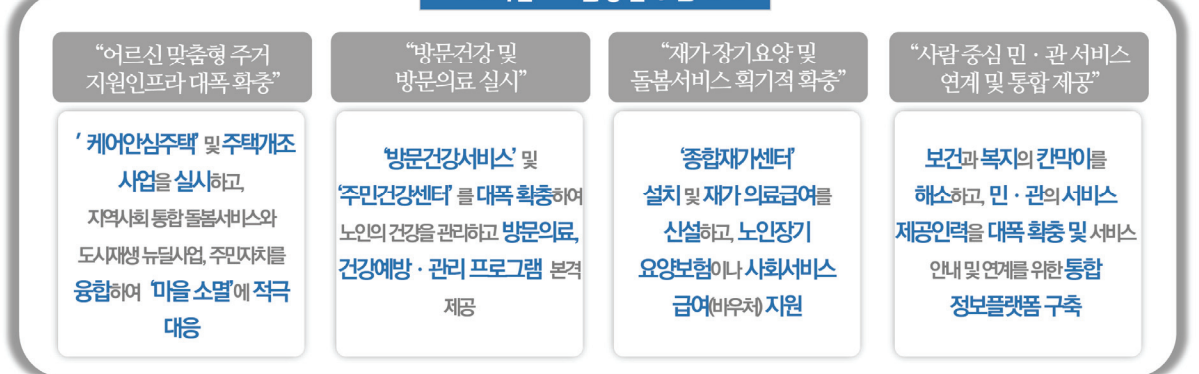 “어르신 맞춤형 주거
지원인프라 대폭 확충”
‘케어안심주택’ 및 주택개조
사업을 실시하고,
지역사회 통합 돌봄서비스와
도시재생 뉴딜사업, 주민자치를
융합하여 ‘마을 소멸’에 적극
대응
“방문건강 및
방문의료 실시”
‘방문건강서비스’ 및
‘주민건강센터’ 를 대폭 확충하여
노인의 건강을 관리하고 방문의료,
건강예방 · 관리 프로그램 본격
제공
“재가 장기요양 및
돌봄서비스 획기적 확충”
‘종합재가센터’
설치 및 재가 의료급여를
신설하고, 노인장기
요양보험이나 사회서비스
급여(바우처) 지원
“사람 중심 민 · 관 서비스
연계 및 통합 제공”
보건과 복지의 칸막이를
해소하고, 민 · 관의 서비스
제공인력을 대폭 확충 및 서비스
안내 및 연계를 위한 통합
정보플랫폼 구축